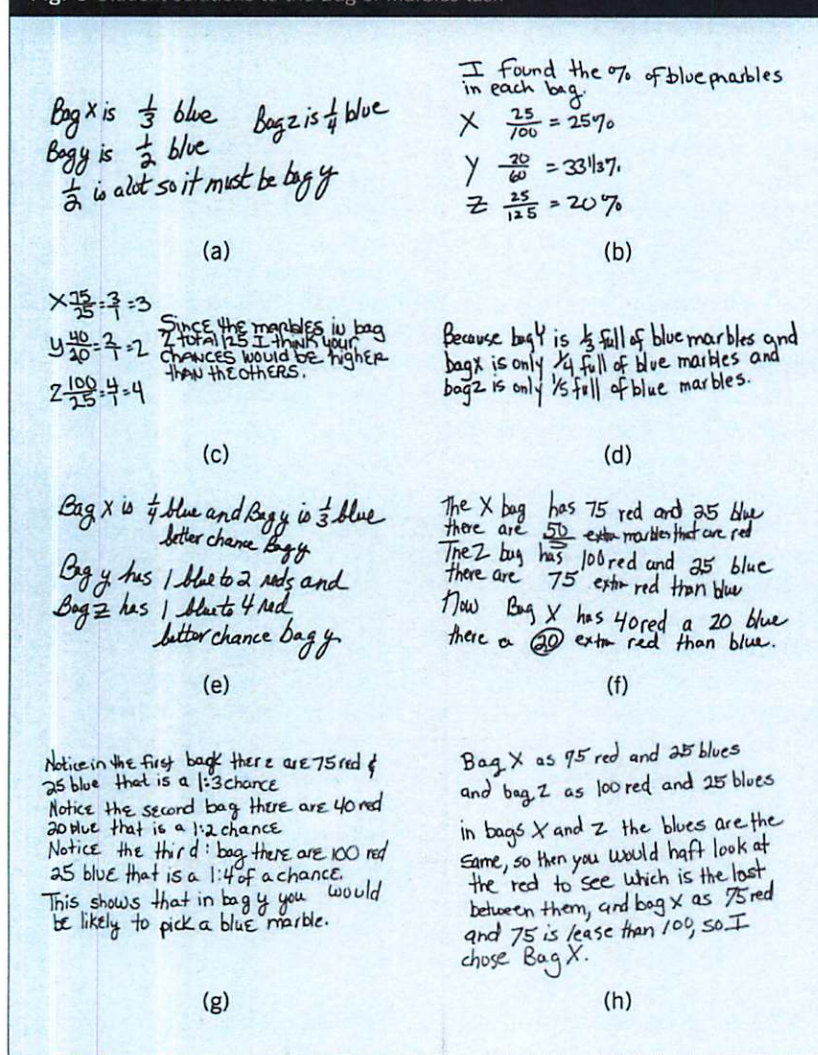 Bag X is 1/3 blue Bag z is 1/4 blue
Bag y is 1/2 blue
1/2 is alot so it must be bag y
(a)
I found the % of blue marbles
in each bag.
X 25/100 = 25%
Y 20/60 = 33 1/3%
Z 25/125 = 20%
(b)
X 75/25 = 3/1 = 3
y 40/20 = 2/1 = 2
Z 100/25 = 4/1 = 4
Since the marbles in bag
Z total 125 I think your
chances would be higher
than the others.
(c)
Because bag Y is 1/3 full of blue marbles and
bag x is only 1/4 full of blue marbles and
bag z is only 1/5 full of blue marbles.
(d)
Bag X is 1/4 blue and Bag y is 1/3 blue
better chance Bag y
Bag y has 1 blue to 2 reds and
Bag z has 1 blue to 4 red
better chance bag y
(e)
The X bag has 75 red and 25 blue
there are 50 extra marbles that are red
The Z bag has 100 red and 25 blue
there are 75 extra red than blue
Now Bag X has 40 red a 20 blue
there a 20 extra red than blue.
(f)
Notice in the first bag there are 75 red &
25 blue that is a 1:3 chance
Notice the second bag there are 40 red
20 blue that is a 1:2 chance
Notice the third: bag there are 100 red
25 blue that is a 1:4 of a chance.
This shows that in bag y you would
be likely to pick a blue marble.
(g)
Bag X as 75 red and 25 blues
and bag Z as 100 red and 25 blues
in bags X and Z the blues are the
same, so then you would haft look at
the red to see which is the lost
between them, and bag X as 75 red
and 75 is lease than 100, so I
chose Bag X.
(h)